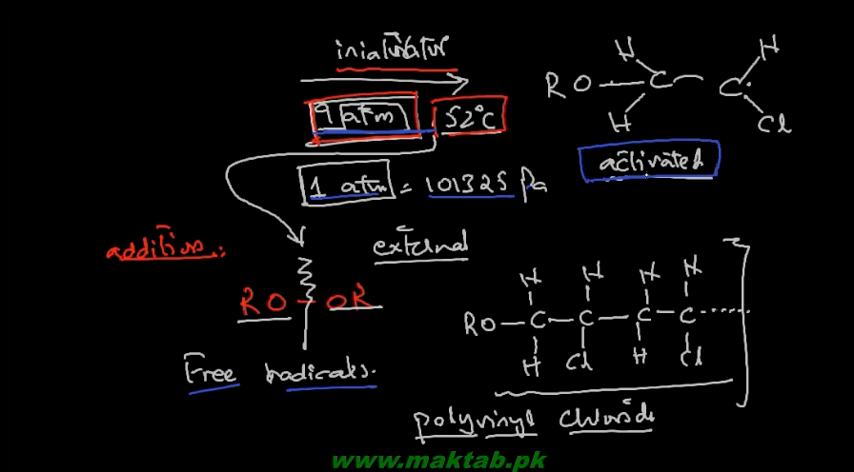 iniatiator
9 atm 52°C
1 atm = 101325 Pa
H H
RO C C
H Cl
activated
addition:
external
RO OR
Free radicals.
H H H H
RO C C C C ......
H Cl H Cl
polyvinyl chloride
www.maktab.pk